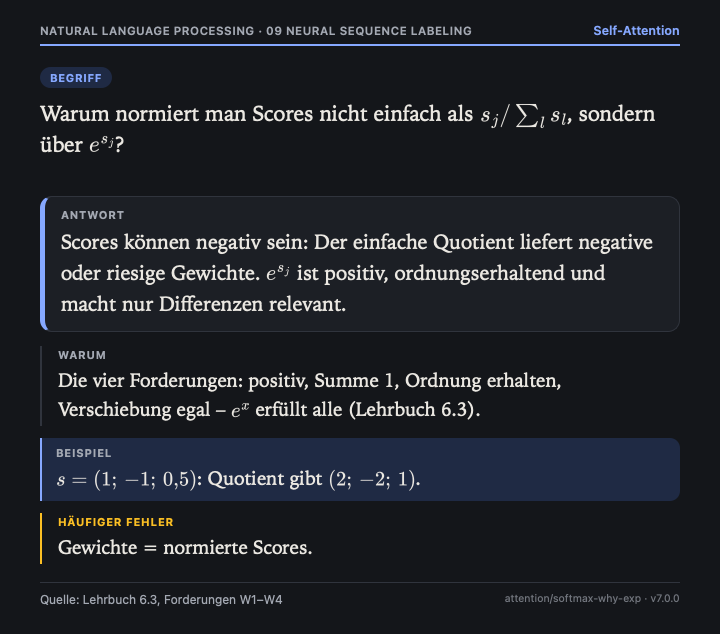 NATURAL LANGUAGE PROCESSING · 09 NEURAL SEQUENCE LABELING
Self-Attention
BEGRIFF
Warum normiert man Scores nicht einfach als $s_j / \sum_l s_l$, sondern
über $e^{s_j}$?
ANTWORT
Scores können negativ sein: Der einfache Quotient liefert negative
oder riesige Gewichte. $e^{s_j}$ ist positiv, ordnungserhaltend und
macht nur Differenzen relevant.
WARUM
Die vier Forderungen: positiv, Summe 1, Ordnung erhalten,
Verschiebung egal – $e^x$ erfüllt alle (Lehrbuch 6.3).
BEISPIEL
$s = (1; -1; 0,5)$: Quotient gibt $(2; -2; 1)$.
HÄUFIGER FEHLER
Gewichte = normierte Scores.
Quelle: Lehrbuch 6.3, Forderungen W1–W4
attention/softmax-why-exp · v7.0.0